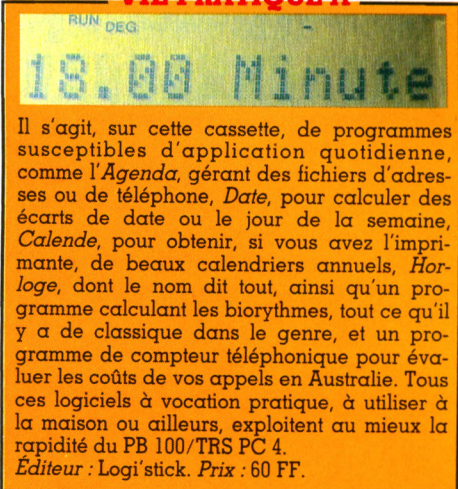 VIE PRATIQUE A
RUN DEG
18.00 Minute
Il s'agit, sur cette cassette, de programmes
susceptibles d'application quotidienne,
comme l'Agenda, gérant des fichiers d'adres-
ses ou de téléphone, Date, pour calculer des
écarts de date ou le jour de la semaine,
Calende, pour obtenir, si vous avez l'impri-
mante, de beaux calendriers annuels, Hor-
loge, dont le nom dit tout, ainsi qu'un pro-
gramme calculant les biorythmes, tout ce qu'il
y a de classique dans le genre, et un pro-
gramme de compteur téléphonique pour éva-
luer les coûts de vos appels en Australie. Tous
ces logiciels à vocation pratique, à utiliser à
la maison ou ailleurs, exploitent au mieux la
rapidité du PB 100/TRS PC 4.
Éditeur : Logi'stick. Prix : 60 FF.